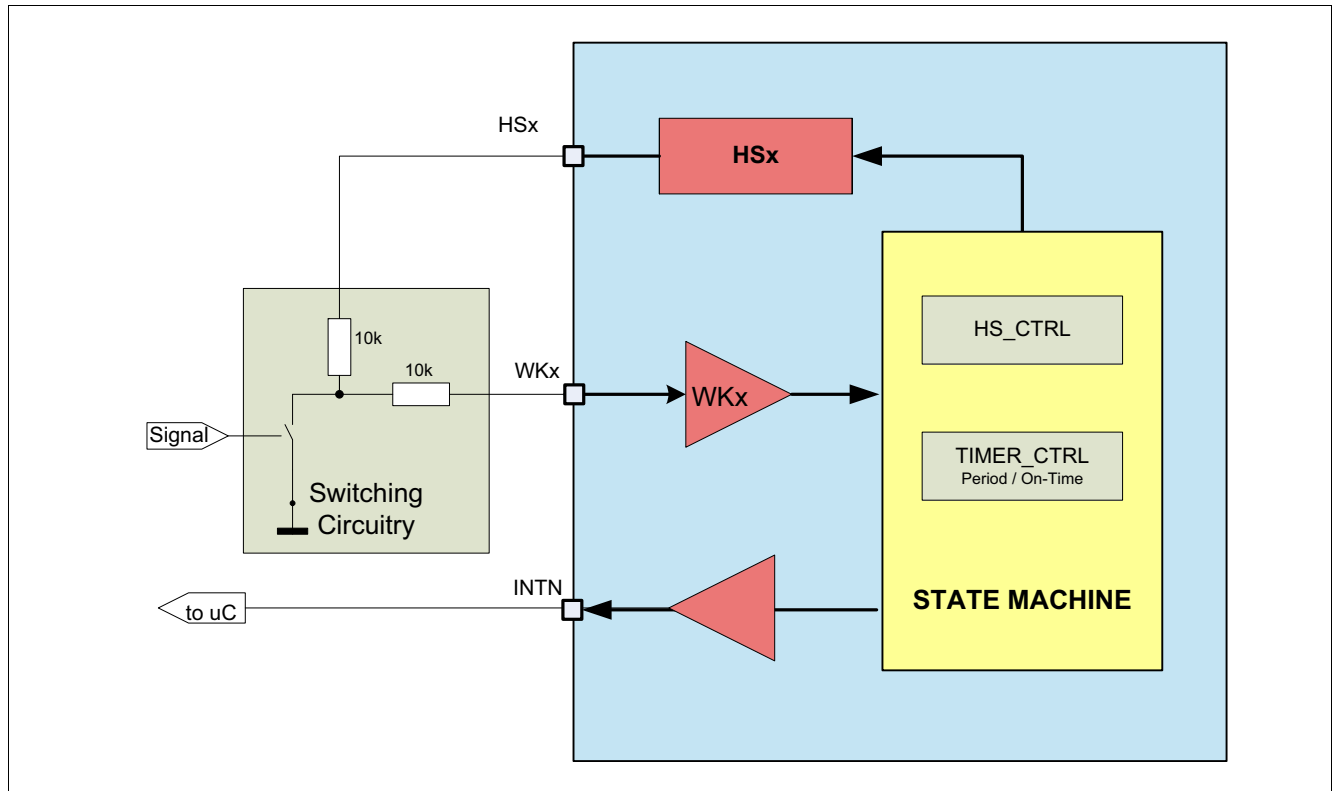 HSx
HSx
HS_CTRL
10k
10k
WKx
WKx
Signal
TIMER_CTRL
Period / On-Time
Switching
Circuitry
INTN
STATE MACHINE
to uC